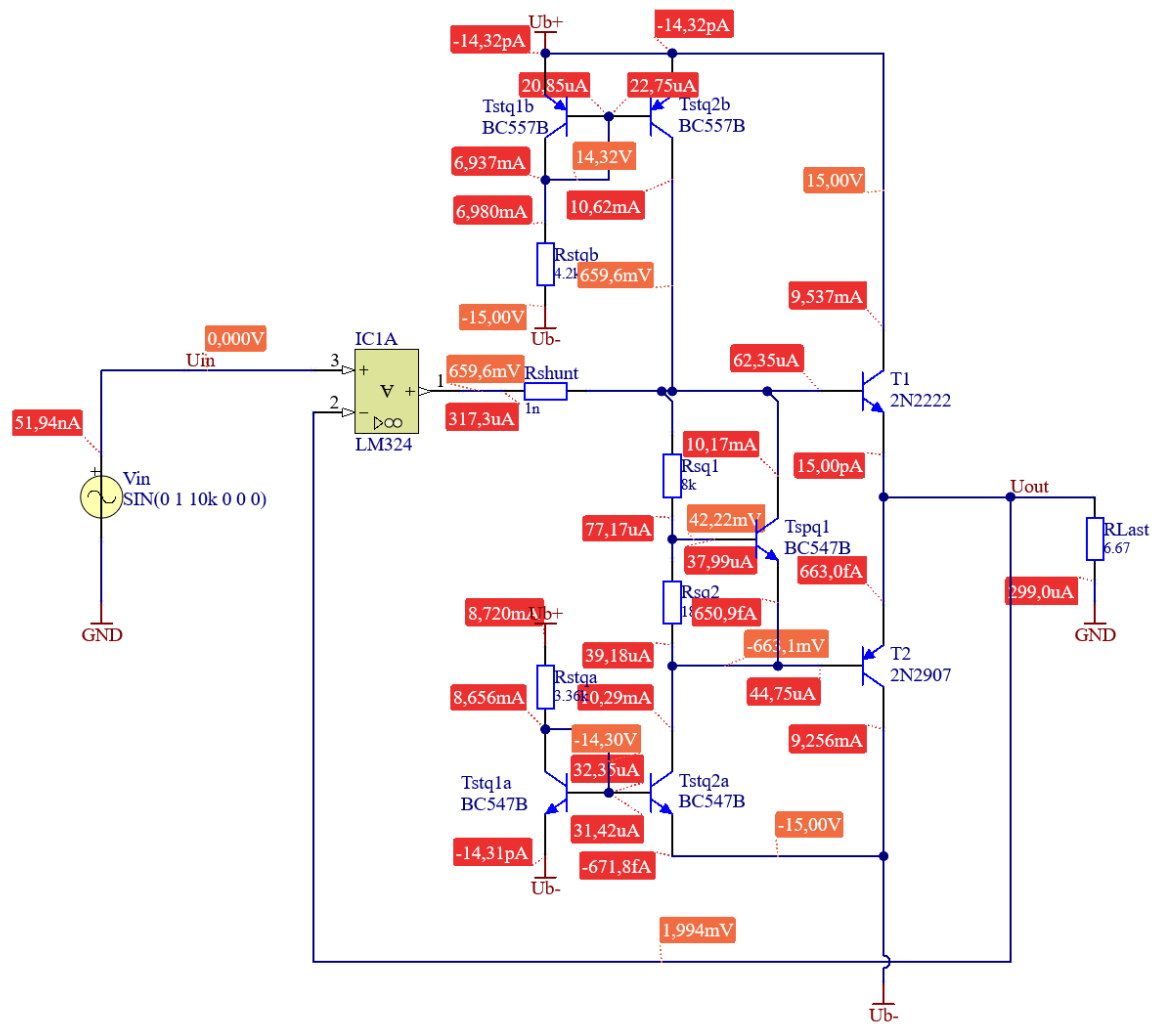 Ub+
-14,32pA
-14,32pA
20,85uA
22,75uA
Tstq1b
BC557B
Tstq2b
BC557B
14,32V
6,937mA
15,00V
6,980mA
10,62mA
Rstqb
4.2k
659,6mV
-15,00V
9,537mA
Ub-
0,000V
Uin
IC1A
3
+
A
+
1
2
-
▷∞
LM324
659,6mV
Rshunt
1n
317,3uA
62,35uA
T1
2N2222
51,94nA
10,17mA
Rsq1
8k
15,00pA
+
Vin
SIN(0 1 10k 0 0 0)
Uout
77,17uA
42,22mV
Tspq1
BC547B
37,99uA
RLast
6.67
663,0fA
Rsq2
650,9fA
299,0uA
8,720mA
Ub+
GND
GND
39,18uA
-663,1mV
T2
2N2907
Rstqa
3.36k
44,75uA
8,656mA
10,29mA
-14,30V
9,256mA
32,35uA
Tstq1a
BC547B
Tstq2a
BC547B
31,42uA
-15,00V
-14,31pA
-671,8fA
Ub-
1,994mV
Ub-